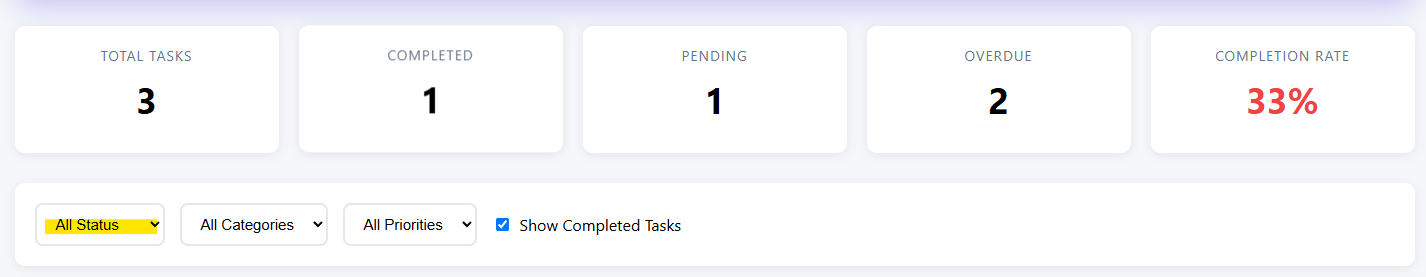 TOTAL TASKS
3
COMPLETED
1
PENDING
1
OVERDUE
2
COMPLETION RATE
33%
All Status All Categories All Priorities Show Completed Tasks